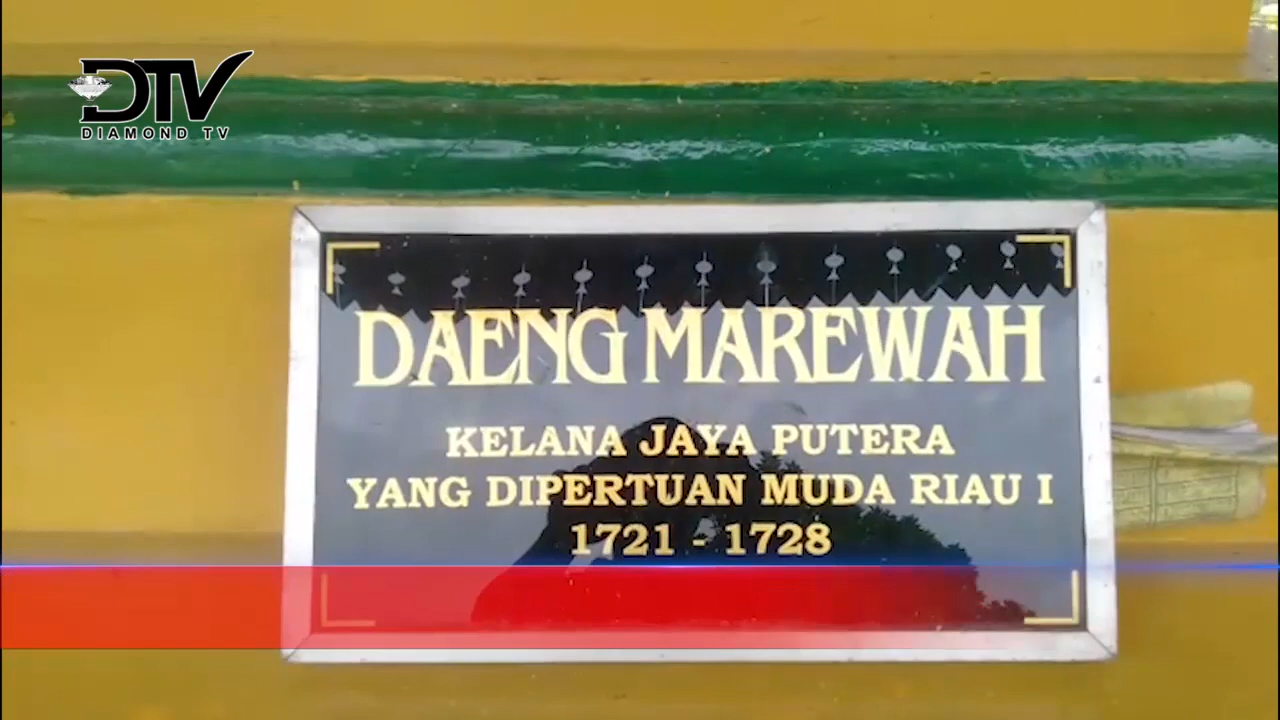 DTV
DIAMOND TV
DAENG MAREWAH
KELANA JAYA PUTERA
YANG DIPERTUAN MUDA RIAU I
1721 - 1728